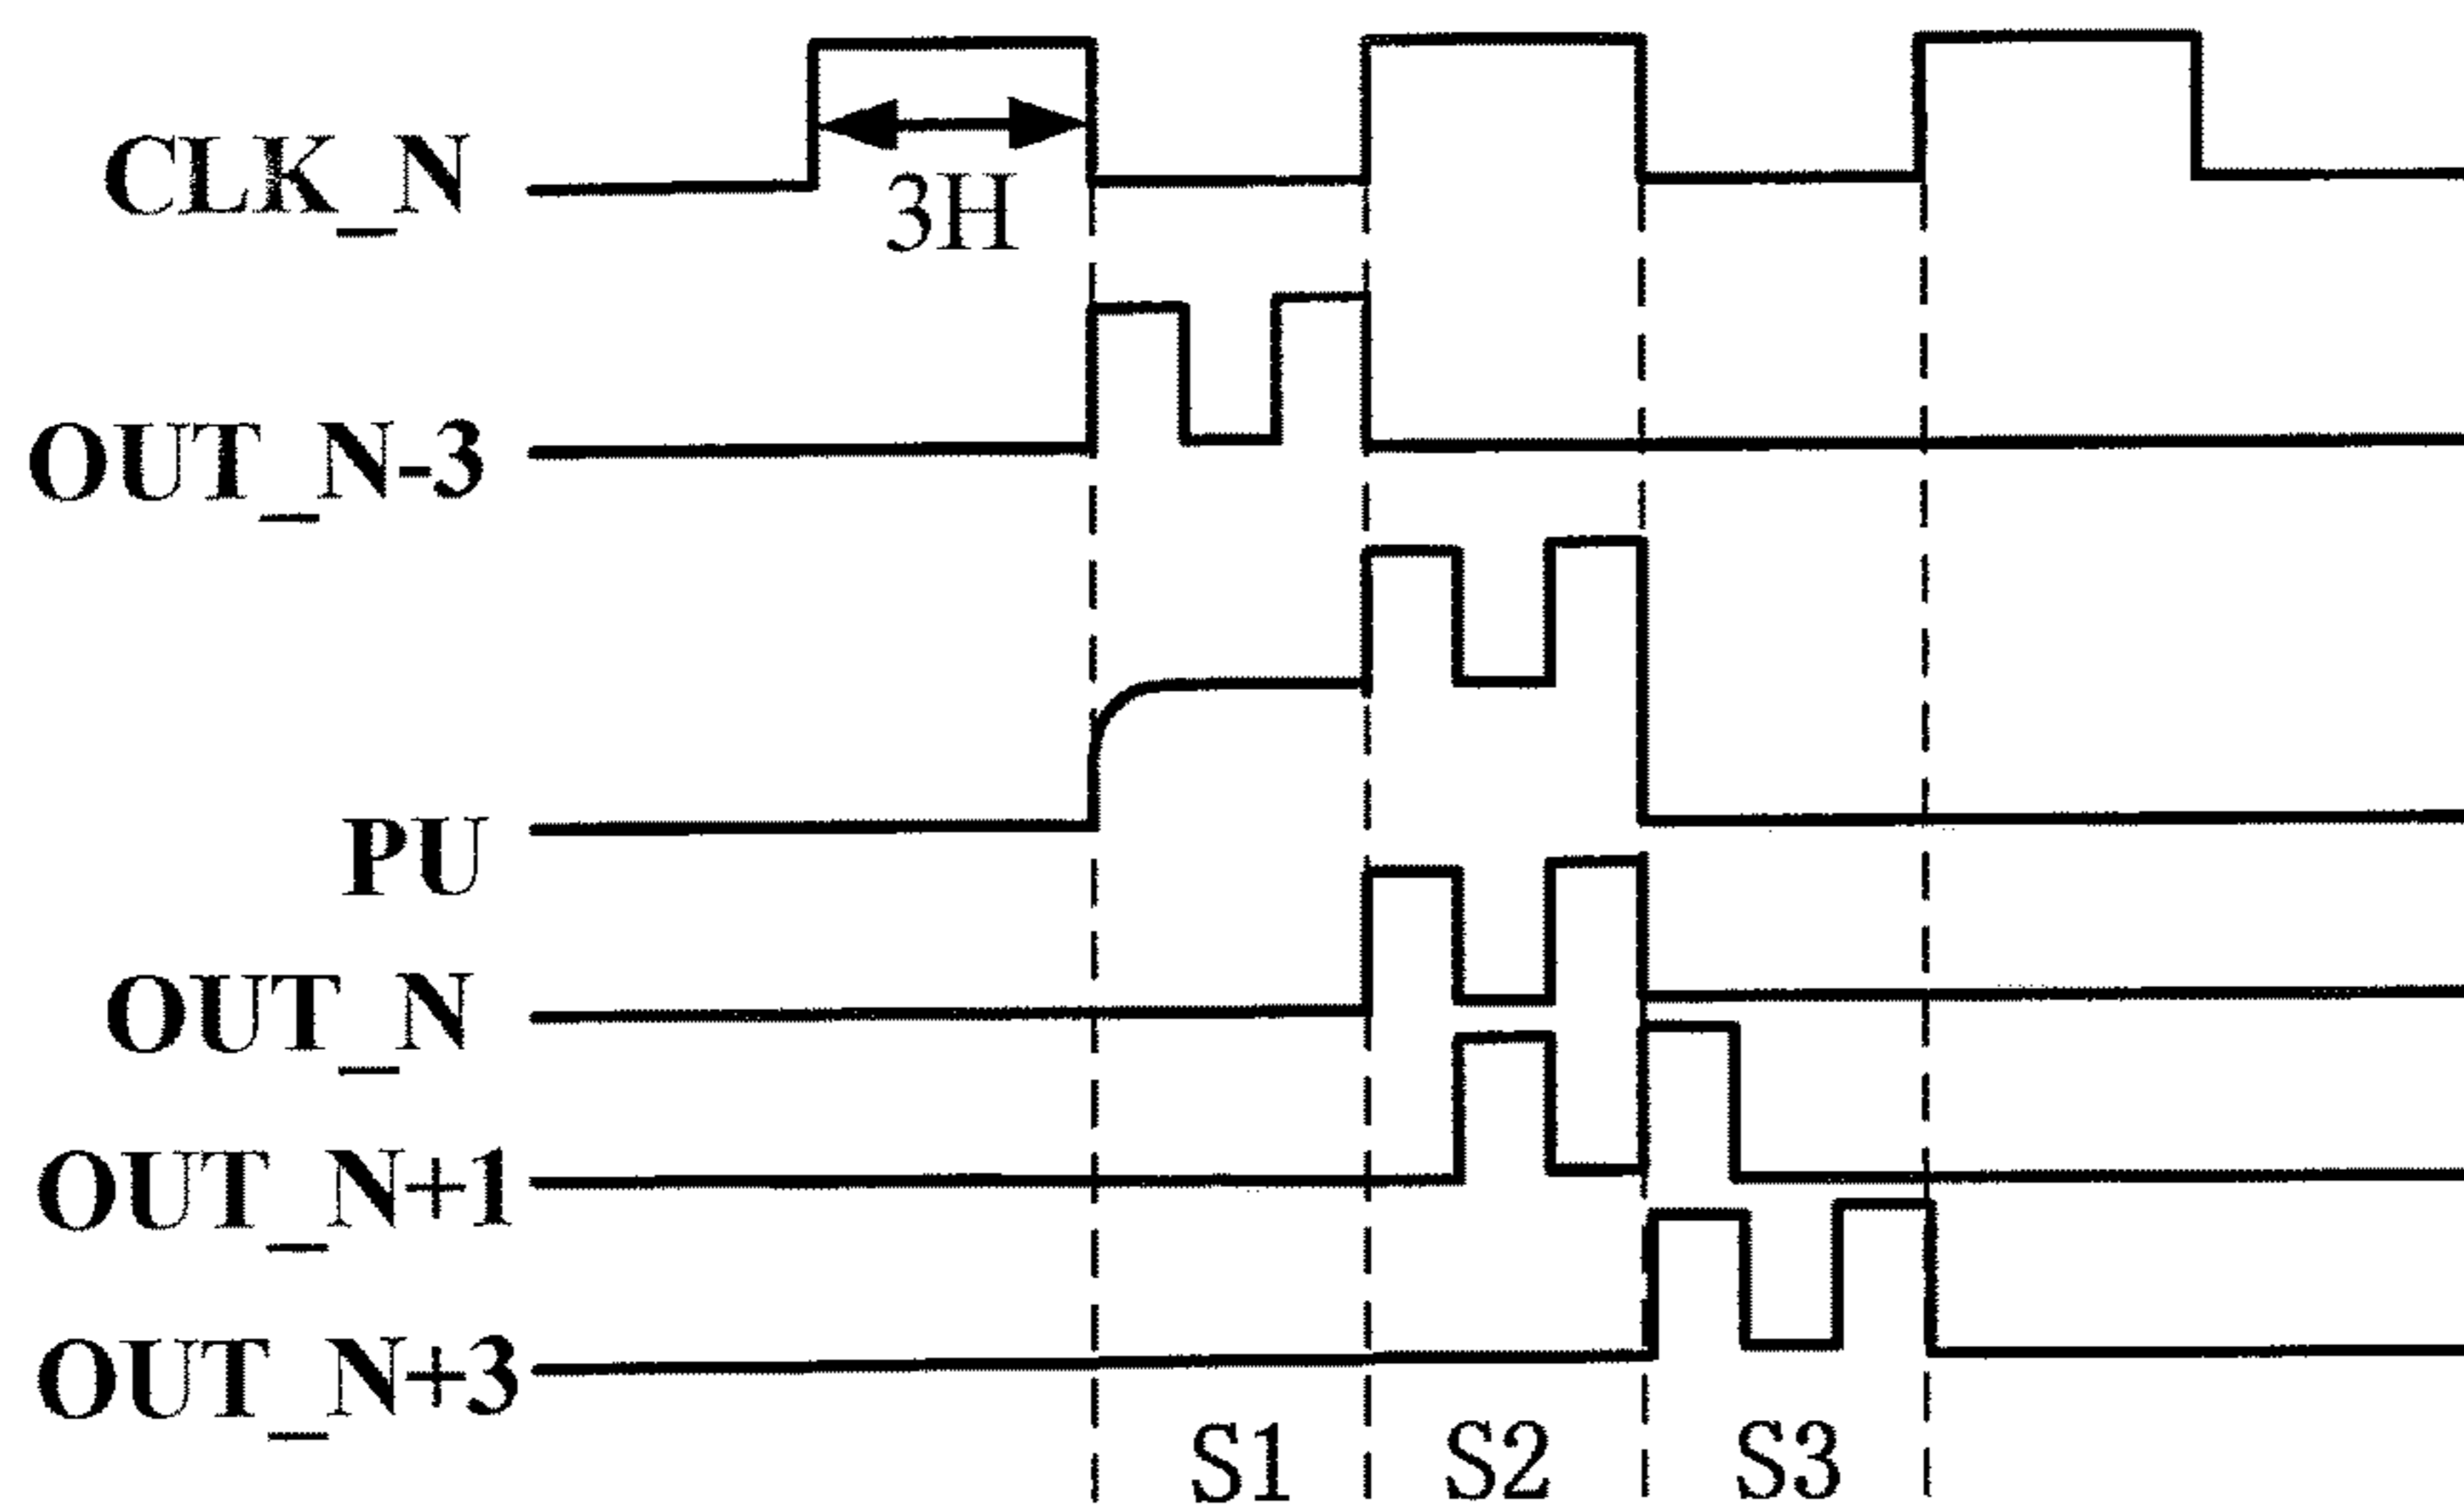 CLK_N
3H
OUT_N-3
PU
OUT_N
OUT_N+1
OUT_N+3
S1 S2 S3